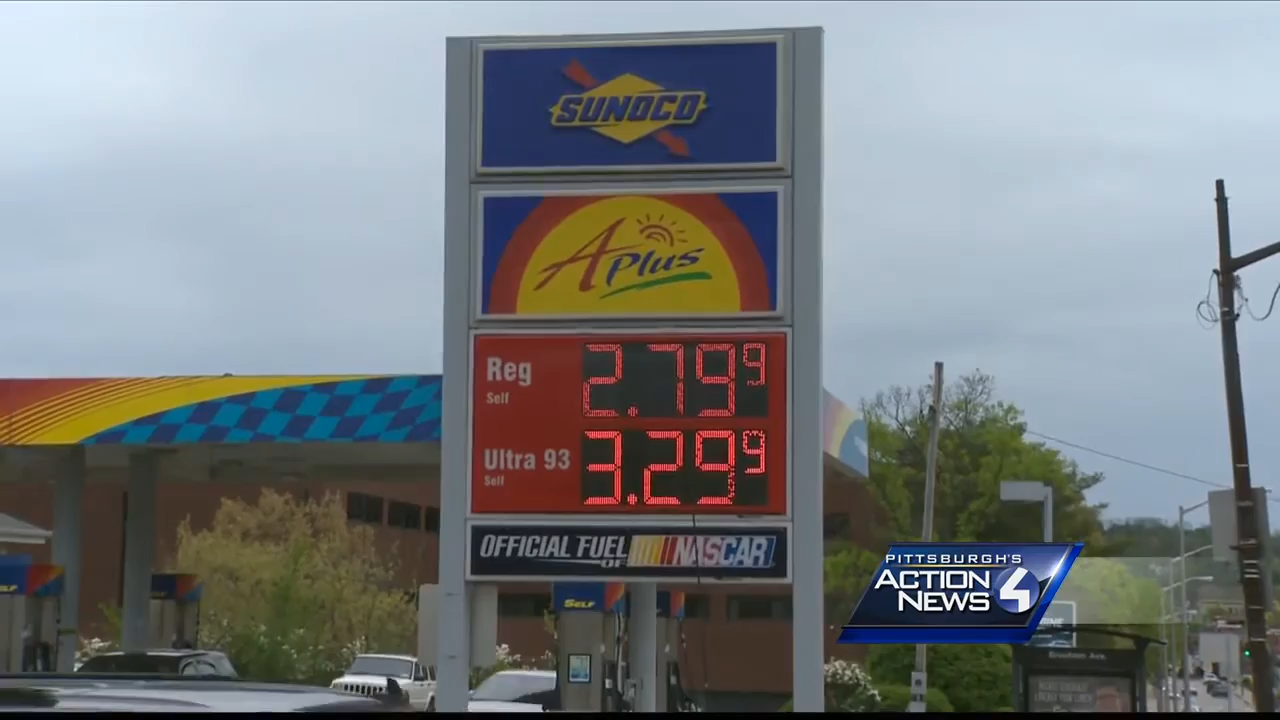 SUNOCO
APlus
Reg 2.79 9
Self
Ultra 93 3.29 9
Self
OFFICIAL FUEL OF NASCAR
SELF
PITTSBURGH'S
ACTION
NEWS 4